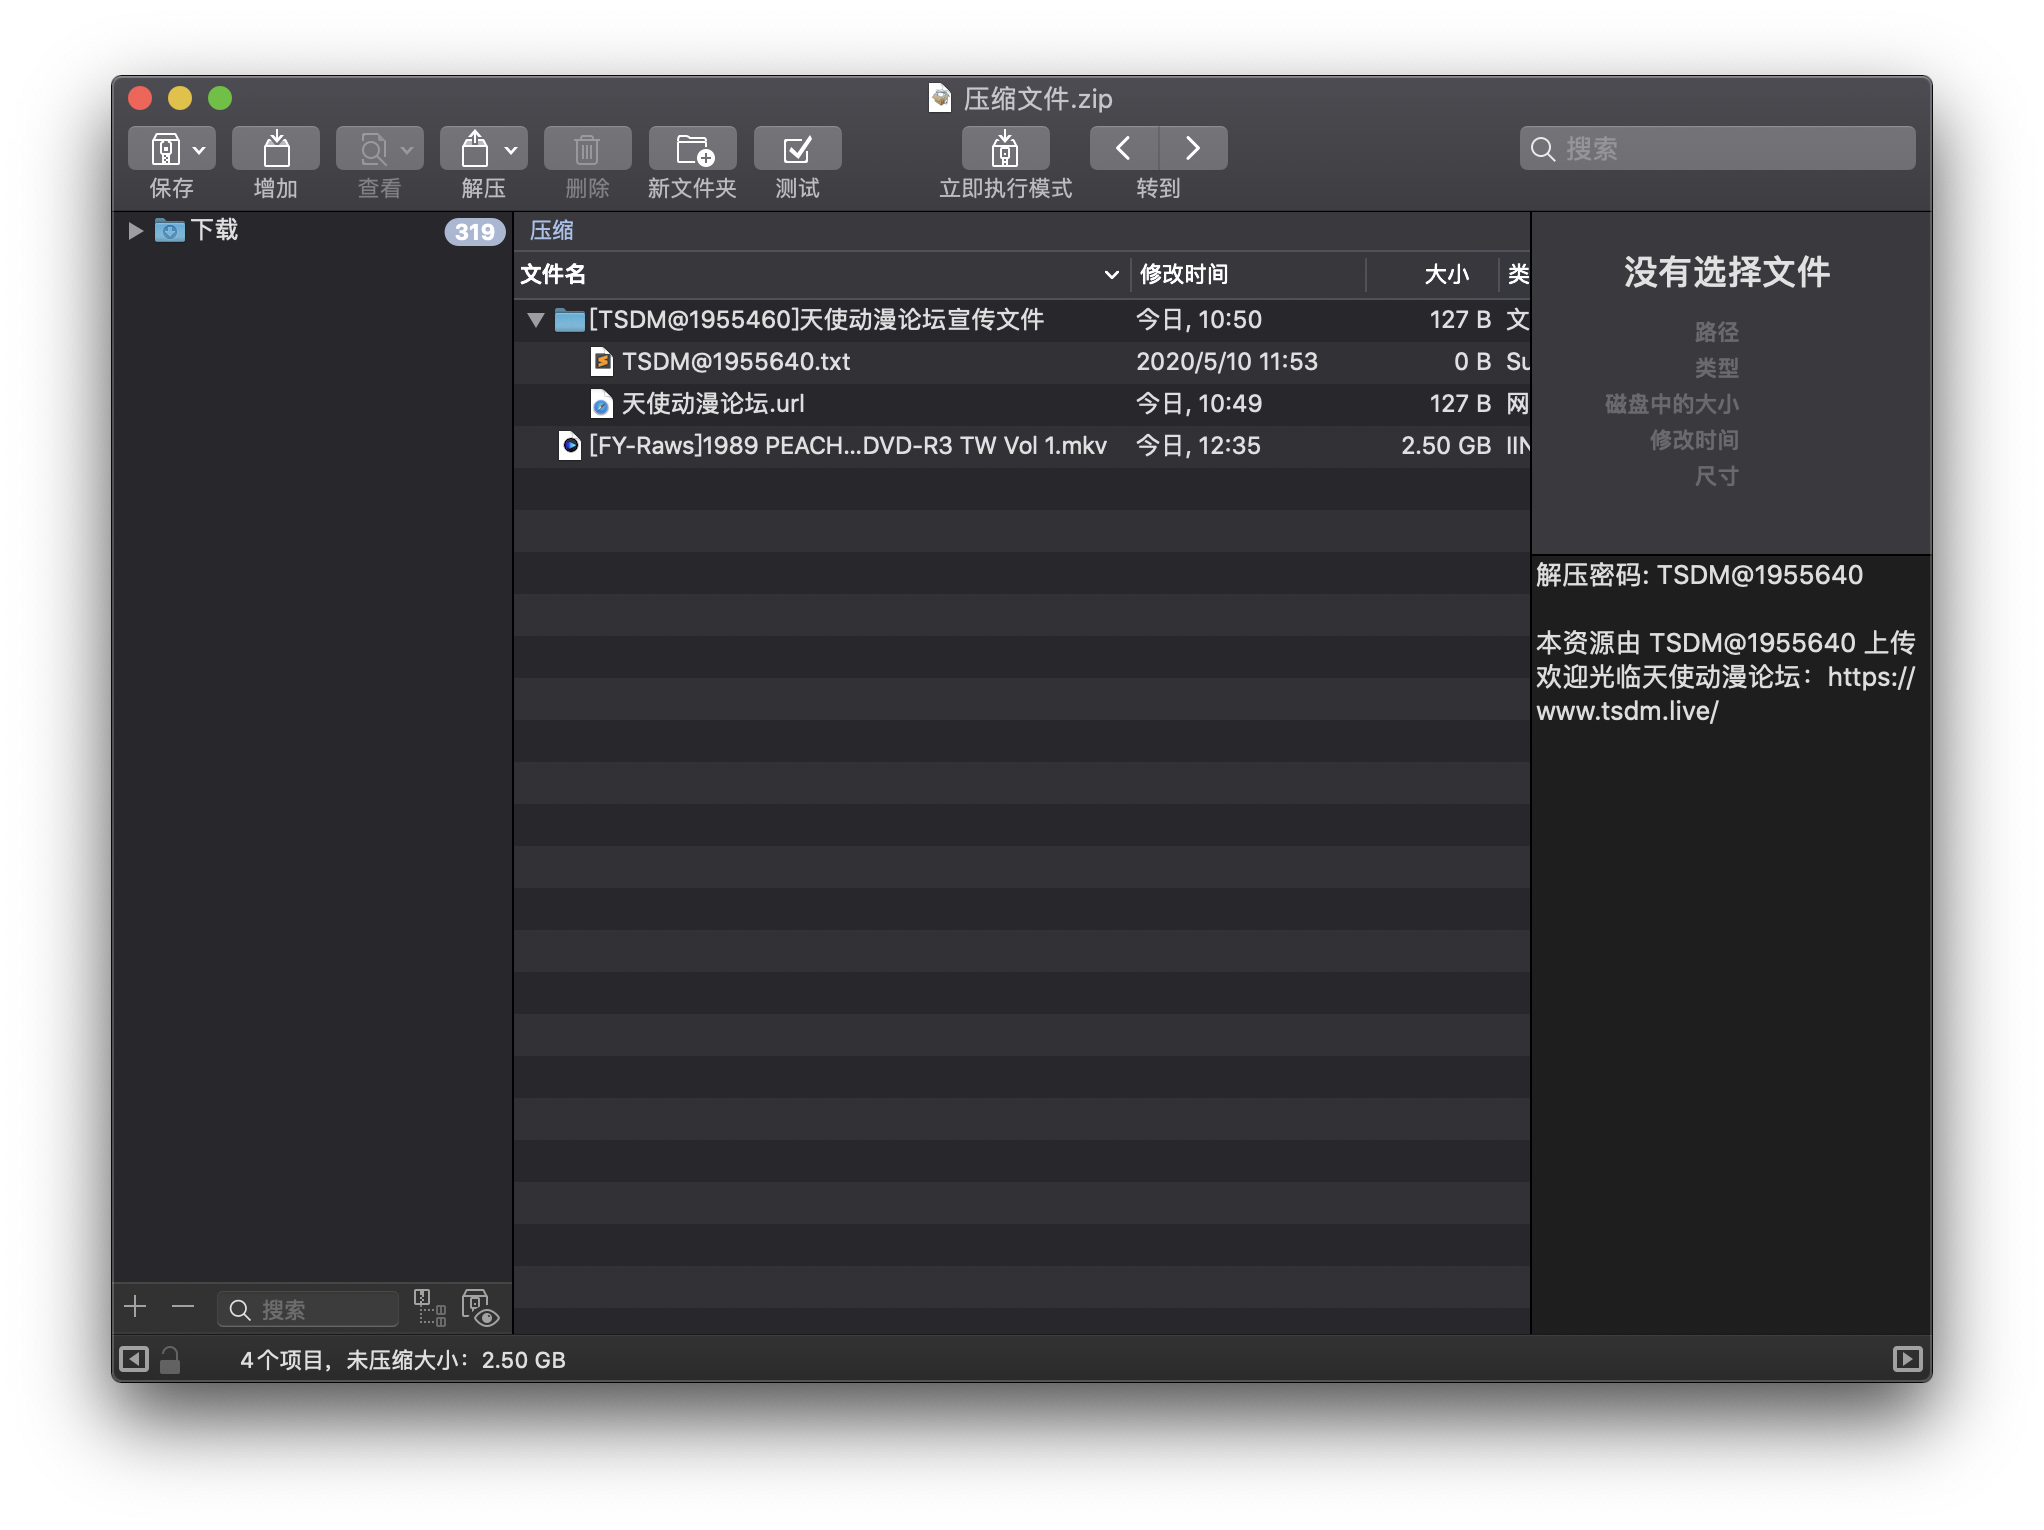 压缩文件.zip
保存
增加
查看
解压
删除
新文件夹
测试
立即执行模式
转到
搜索
下载
319
压缩
文件名
修改时间
大小
类
[TSDM@1955460]天使动漫论坛宣传文件
今日, 10:50
127 B
文
TSDM@1955640.txt
2020/5/10 11:53
0 B
Su
天使动漫论坛.url
今日, 10:49
127 B
网
[FY-Raws]1989 PEACH...DVD-R3 TW Vol 1.mkv
今日, 12:35
2.50 GB
IIN
没有选择文件
路径
类型
磁盘中的大小
修改时间
尺寸
解压密码: TSDM@1955640
本资源由 TSDM@1955640 上传
欢迎光临天使动漫论坛：https://
www.tsdm.live/
搜索
4个项目，未压缩大小：2.50 GB